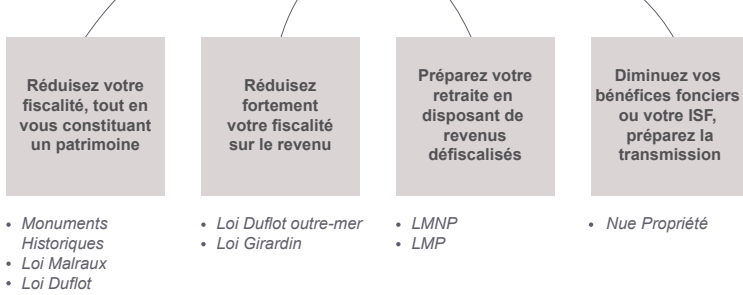 Réduisez votre
fiscalité, tout en
vous constituant
un patrimoine
• Monuments
Historiques
• Loi Malraux
• Loi Duflot
Réduisez
fortement
votre fiscalité
sur le revenu
• Loi Duflot outre-mer
• Loi Girardin
Préparez votre
retraite en
disposant de
revenus
défiscalisés
• LMNP
• LMP
Diminuez vos
bénéfices fonciers
ou votre ISF,
préparez la
transmission
• Nue Propriété